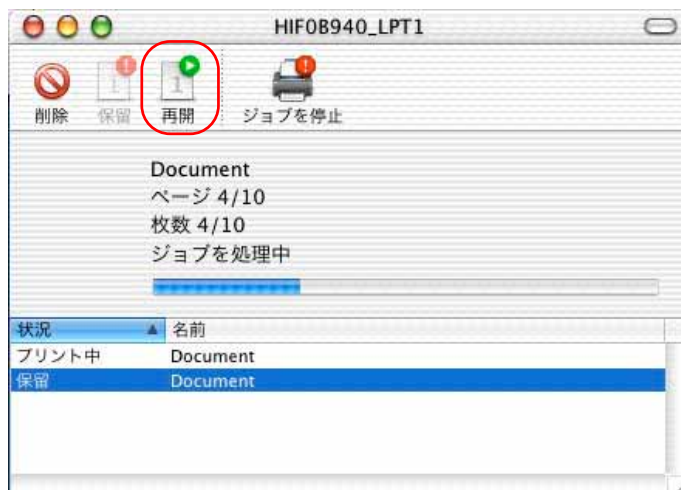 HIF0B940_LPT1
削除 保留 再開 ジョブを停止
Document
ページ 4/10
枚数 4/10
ジョブを処理中
状況 名前
プリント中 Document
保留 Document